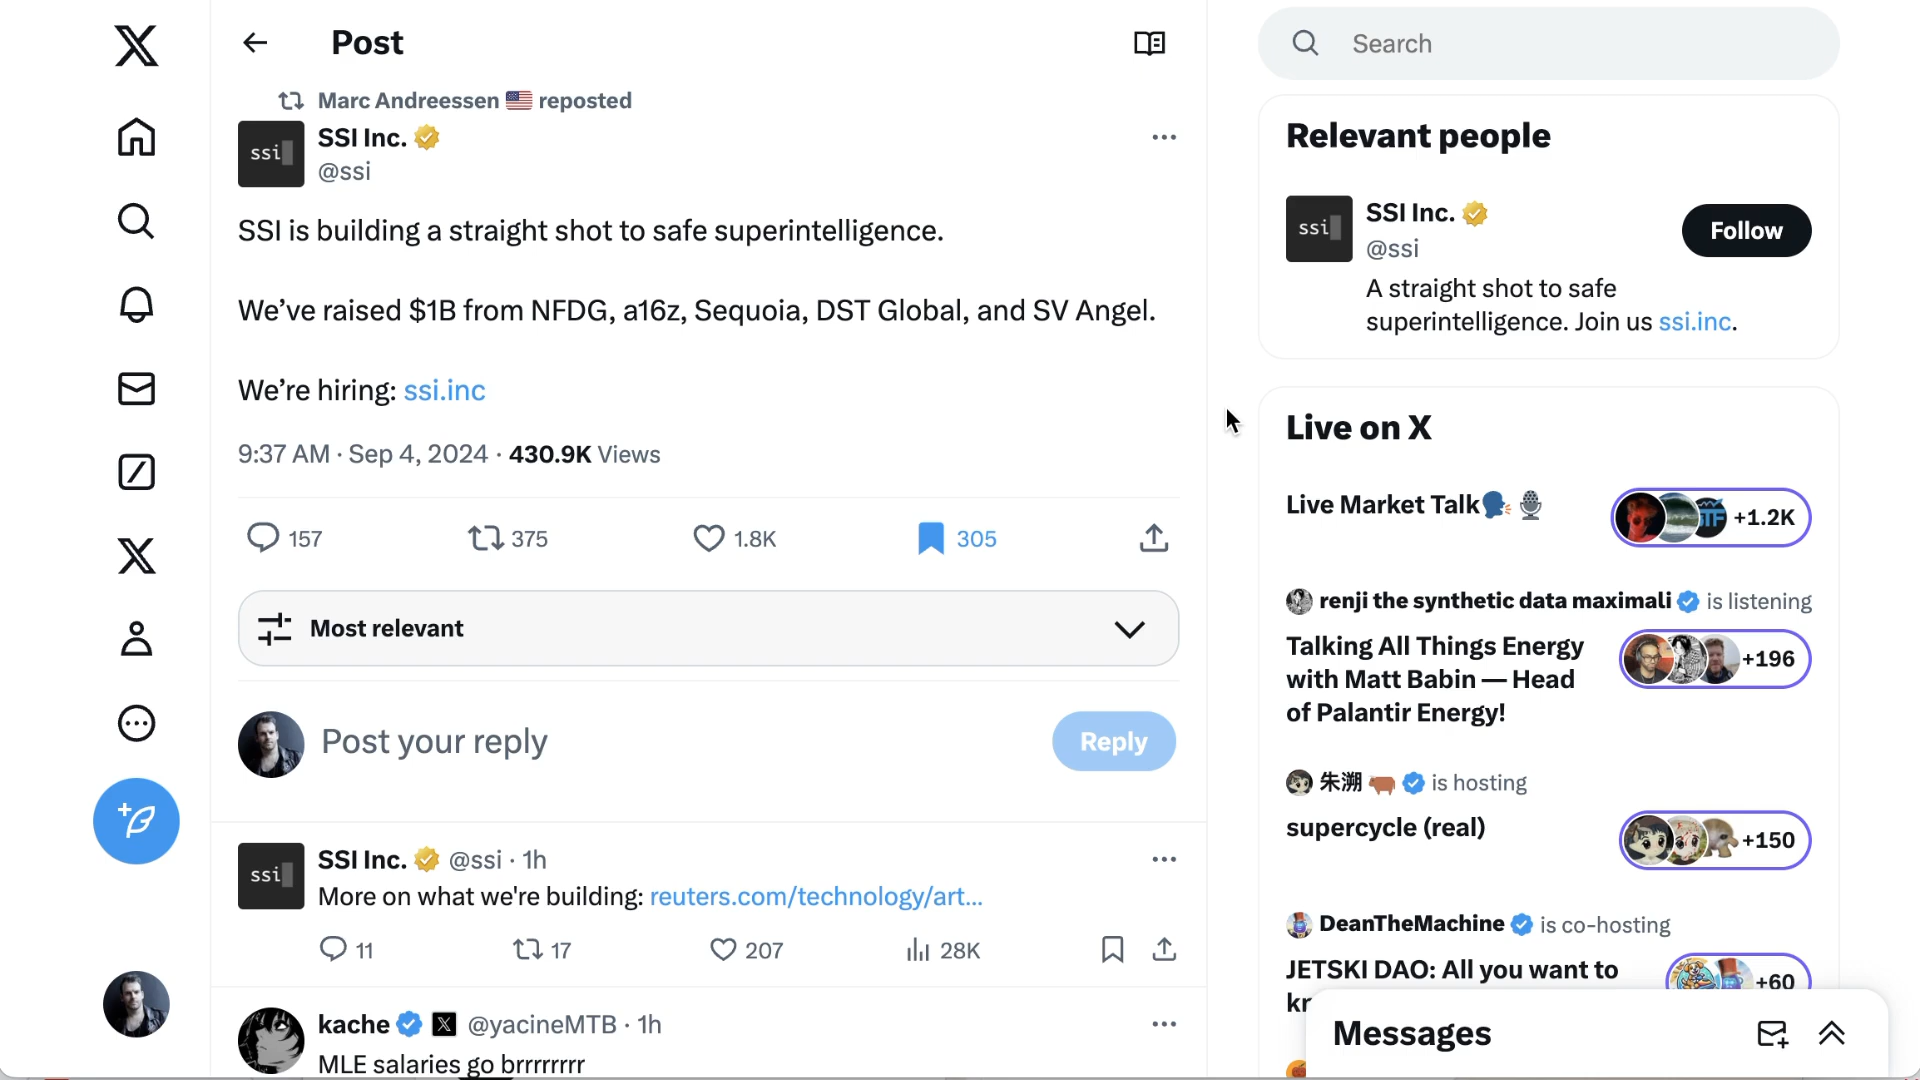 Post
Marc Andreessen 🇺🇸 reposted
ssi
SSI Inc.
@ssi
SSI is building a straight shot to safe superintelligence.
We’ve raised $1B from NFDG, a16z, Sequoia, DST Global, and SV Angel.
We’re hiring: ssi.inc
9:37 AM · Sep 4, 2024 · 430.9K Views
157
375
1.8K
305
Most relevant
Post your reply
Reply
ssi
SSI Inc. @ssi · 1h
More on what we're building: reuters.com/technology/art…
11
17
207
28K
kache @yacineMTB · 1h
MLE salaries go brrrrrrrr
Search
Relevant people
ssi
SSI Inc.
@ssi
Follow
A straight shot to safe
superintelligence. Join us ssi.inc.
Live on X
Live Market Talk🗣️🎙️
+1.2K
renji the synthetic data maximali is listening
Talking All Things Energy
with Matt Babin — Head
of Palantir Energy!
+196
朱溯 🐂 is hosting
supercycle (real)
+150
DeanTheMachine is co-hosting
JETSKI DAO: All you want to
+60
Messages